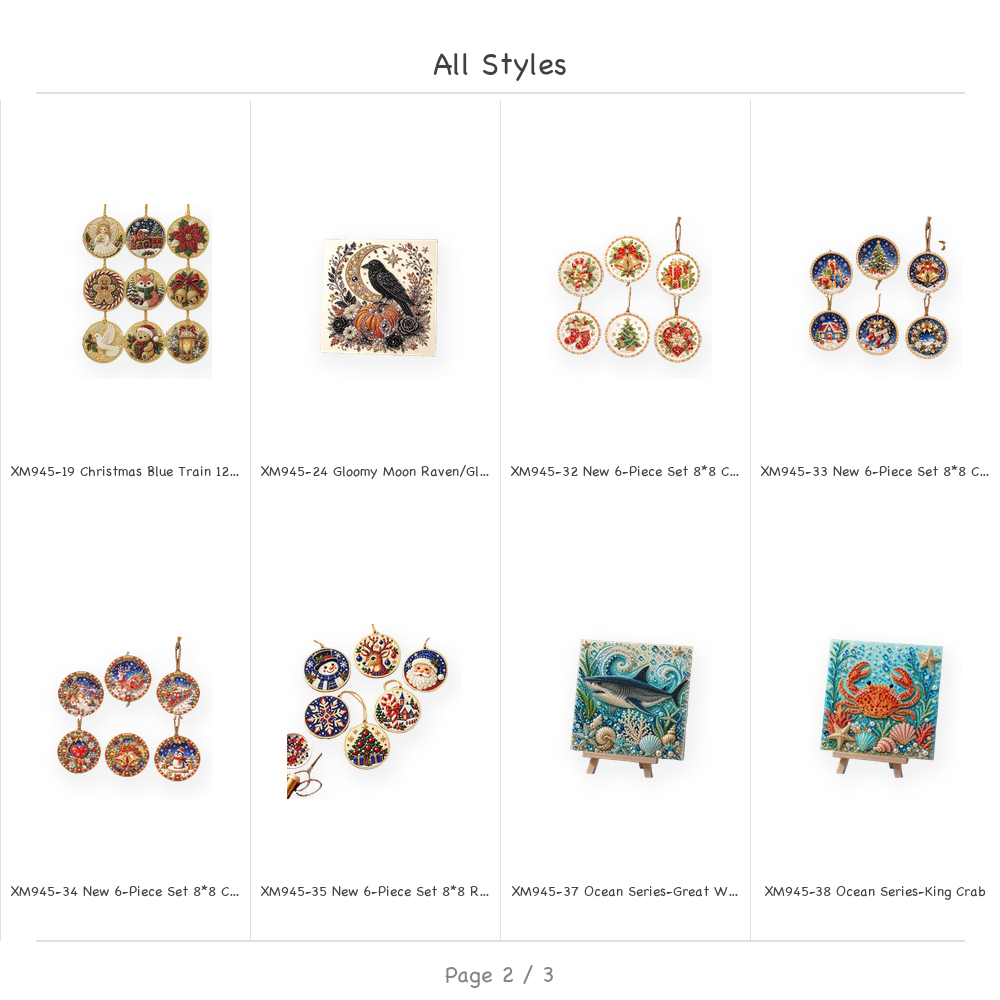 All Styles
XM945-19 Christmas Blue Train 12...
XM945-24 Gloomy Moon Raven/Gl...
XM945-32 New 6-Piece Set 8*8 C...
XM945-33 New 6-Piece Set 8*8 C...
XM945-34 New 6-Piece Set 8*8 C...
XM945-35 New 6-Piece Set 8*8 R...
XM945-37 Ocean Series-Great W...
XM945-38 Ocean Series-King Crab
Page 2 / 3